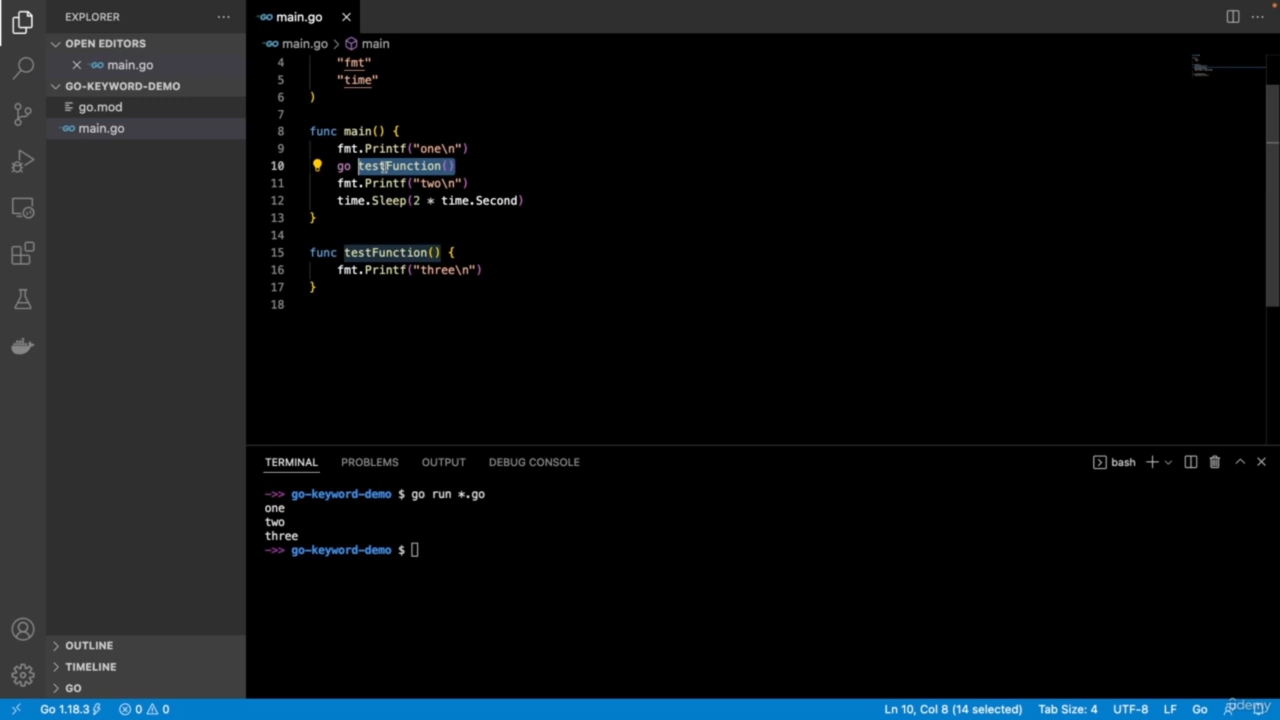 EXPLORER
main.go
OPEN EDITORS
main.go
GO-KEYWORD-DEMO
go.mod
main.go
main.go > main
4 "fmt"
5 "time"
6 )
7
8 func main() {
9 fmt.Printf("one\n")
10 go testFunction()
11 fmt.Printf("two\n")
12 time.Sleep(2 * time.Second)
13 }
14
15 func testFunction() {
16 fmt.Printf("three\n")
17 }
18
TERMINAL PROBLEMS OUTPUT DEBUG CONSOLE bash
->> go-keyword-demo $ go run *.go
one
two
three
->> go-keyword-demo $
OUTLINE
TIMELINE
GO
Go 1.18.3 0 0 Ln 10, Col 8 (14 selected) Tab Size: 4 UTF-8 LF Go
udemy